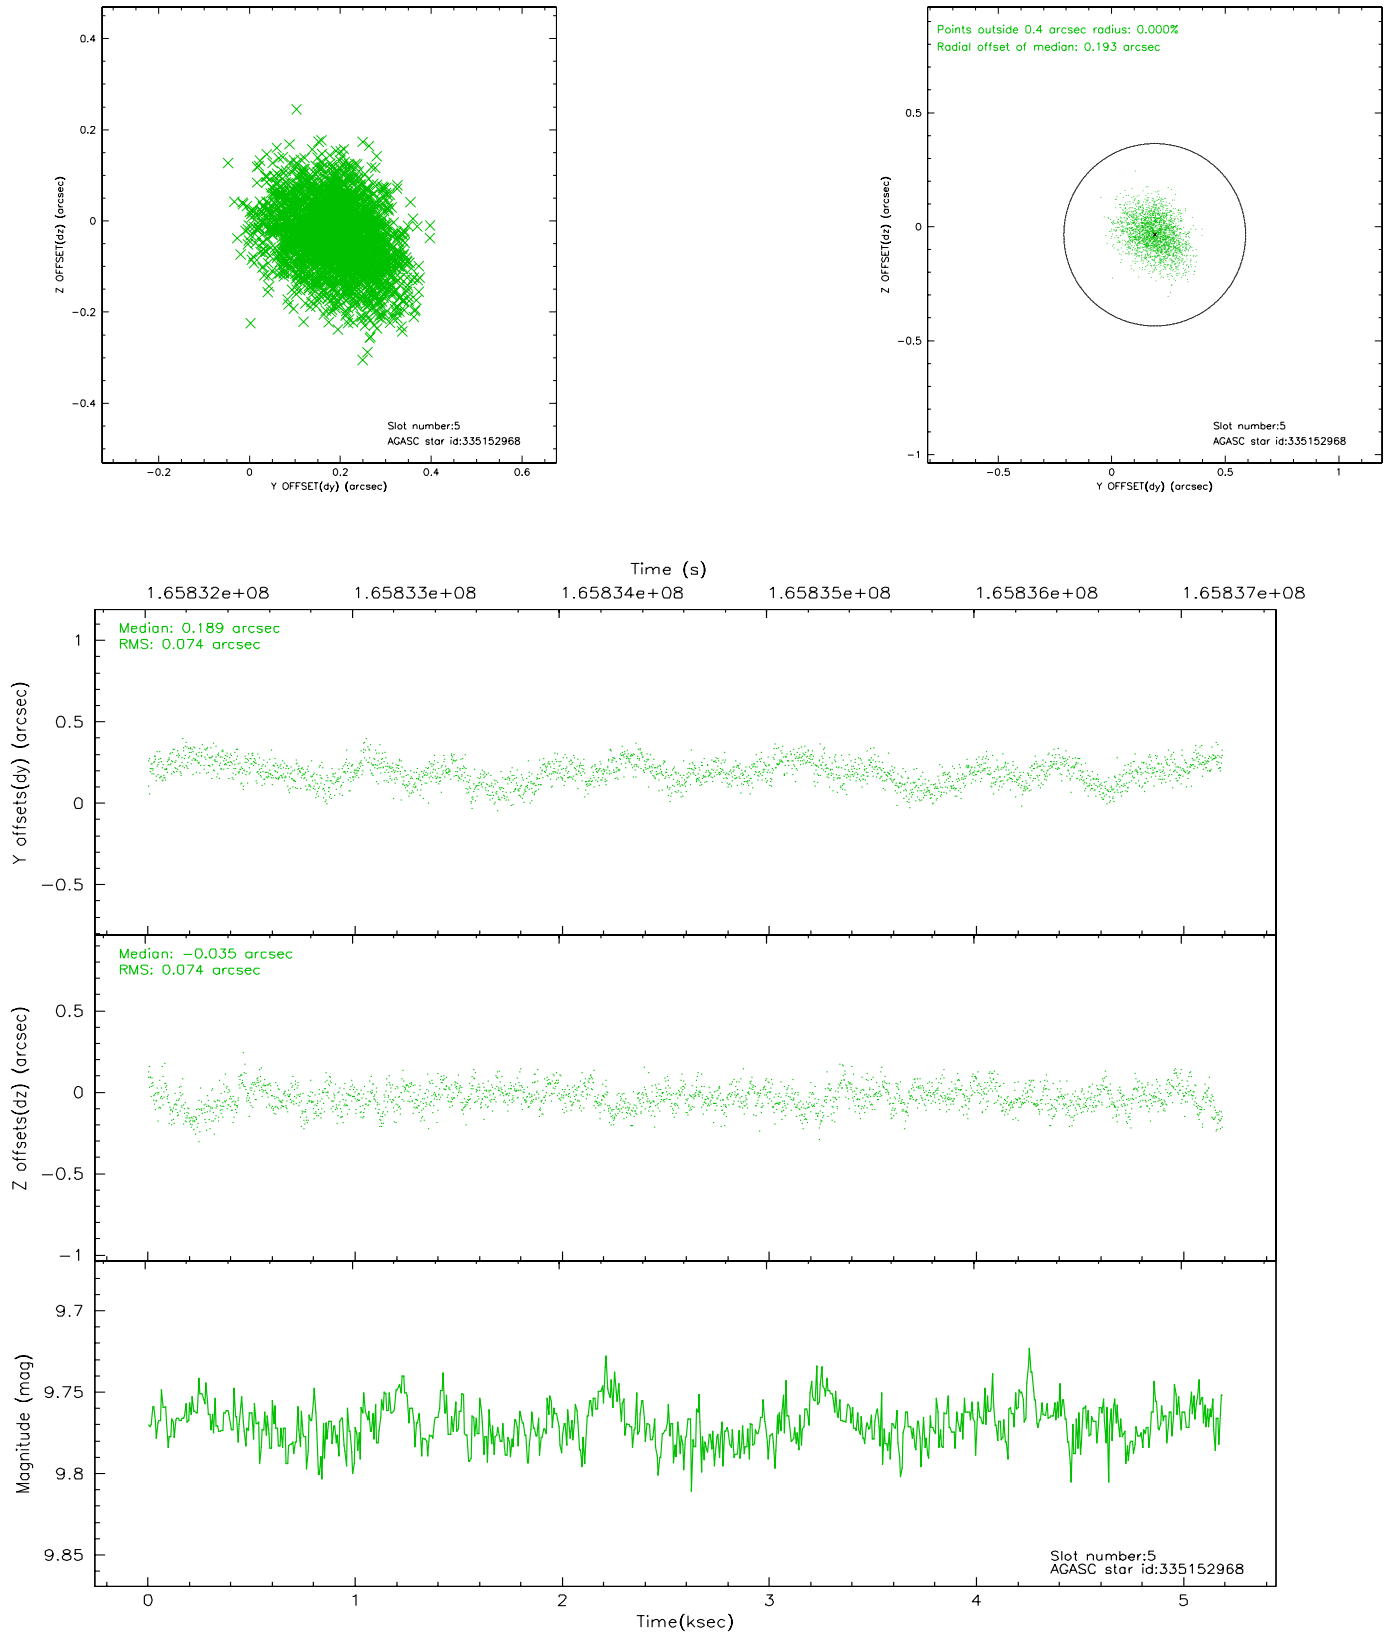 0.4
0.2
0
−0.2
−0.4
Z OFFSET(dz) (arcsec)
Slot number:5
AGASC star id:335152968
−0.2 0 0.2 0.4 0.6
Y OFFSET(dy) (arcsec)
Points outside 0.4 arcsec radius: 0.000%
Radial offset of median: 0.193 arcsec
0.5
0
−0.5
−1
Z OFFSET(dz) (arcsec)
Slot number:5
AGASC star id:335152968
−0.5 0 0.5 1
Y OFFSET(dy) (arcsec)
Time (s)
1.65832e+08 1.65833e+08 1.65834e+08 1.65835e+08 1.65836e+08 1.65837e+08
Median: 0.189 arcsec
RMS: 0.074 arcsec
1
0.5
0
−0.5
Y offsets(dy) (arcsec)
Median: −0.035 arcsec
RMS: 0.074 arcsec
0.5
0
−0.5
−1
Z offsets(dz) (arcsec)
9.7
9.75
9.8
9.85
Magnitude (mag)
Slot number:5
AGASC star id:335152968
0 1 2 3 4 5
Time(ksec)